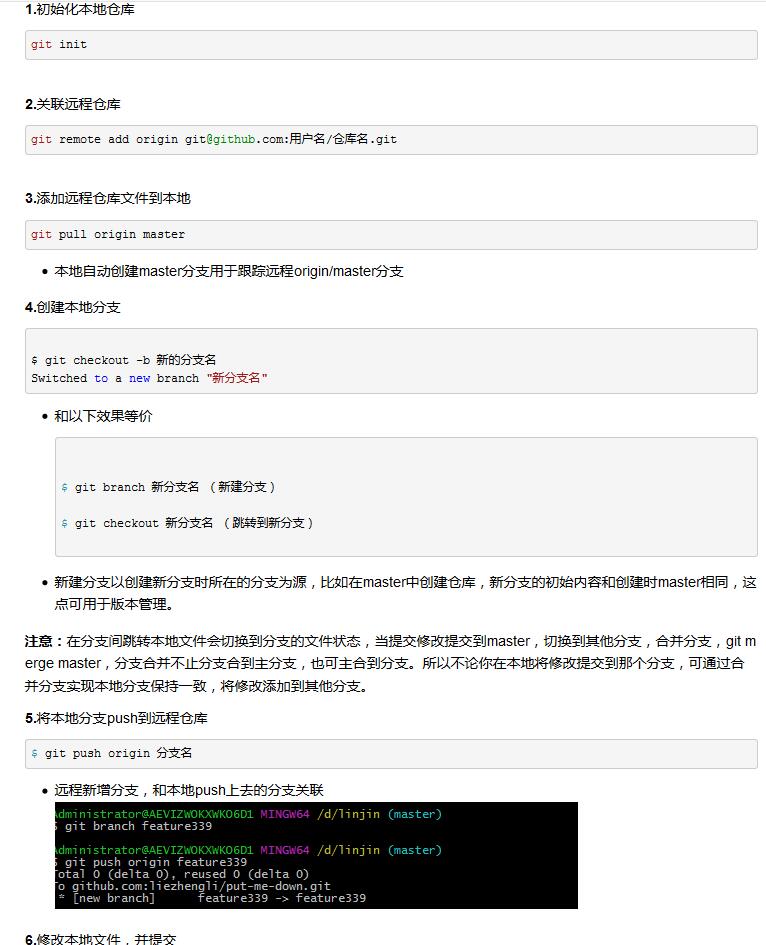 1.初始化本地仓库
git init
2.关联远程仓库
git remote add origin git@github.com:用户名/仓库名.git
3.添加远程仓库文件到本地
git pull origin master
本地自动创建master分支用于跟踪远程origin/master分支
4.创建本地分支
$ git checkout -b 新的分支名
Switched to a new branch "新分支名"
和以下效果等价
$ git branch 新分支名 （新建分支）
$ git checkout 新分支名 （跳转到新分支）
新建分支以创建新分支时所在的分支为源，比如在master中创建仓库，新分支的初始内容和创建时master相同，这
点可用于版本管理。
注意：在分支间跳转本地文件会切换到分支的文件状态，当提交修改提交到master，切换到其他分支，合并分支，git m
erge master，分支合并不止分支合到主分支，也可主合到分支。所以不论你在本地将修改提交到那个分支，可通过合
并分支实现本地分支保持一致，将修改添加到其他分支。
5.将本地分支push到远程仓库
$ git push origin 分支名
远程新增分支，和本地push上去的分支关联
Administrator@AEVIZWOKXWKO6D1 MINGW64 /d/linjin (master)
$ git branch feature339
Administrator@AEVIZWOKXWKO6D1 MINGW64 /d/linjin (master)
$ git push origin feature339
Total 0 (delta 0), reused 0 (delta 0)
To github.com:liezhengli/put-me-down.git
* [new branch] feature339 -> feature339
6.修改本地文件，并提交